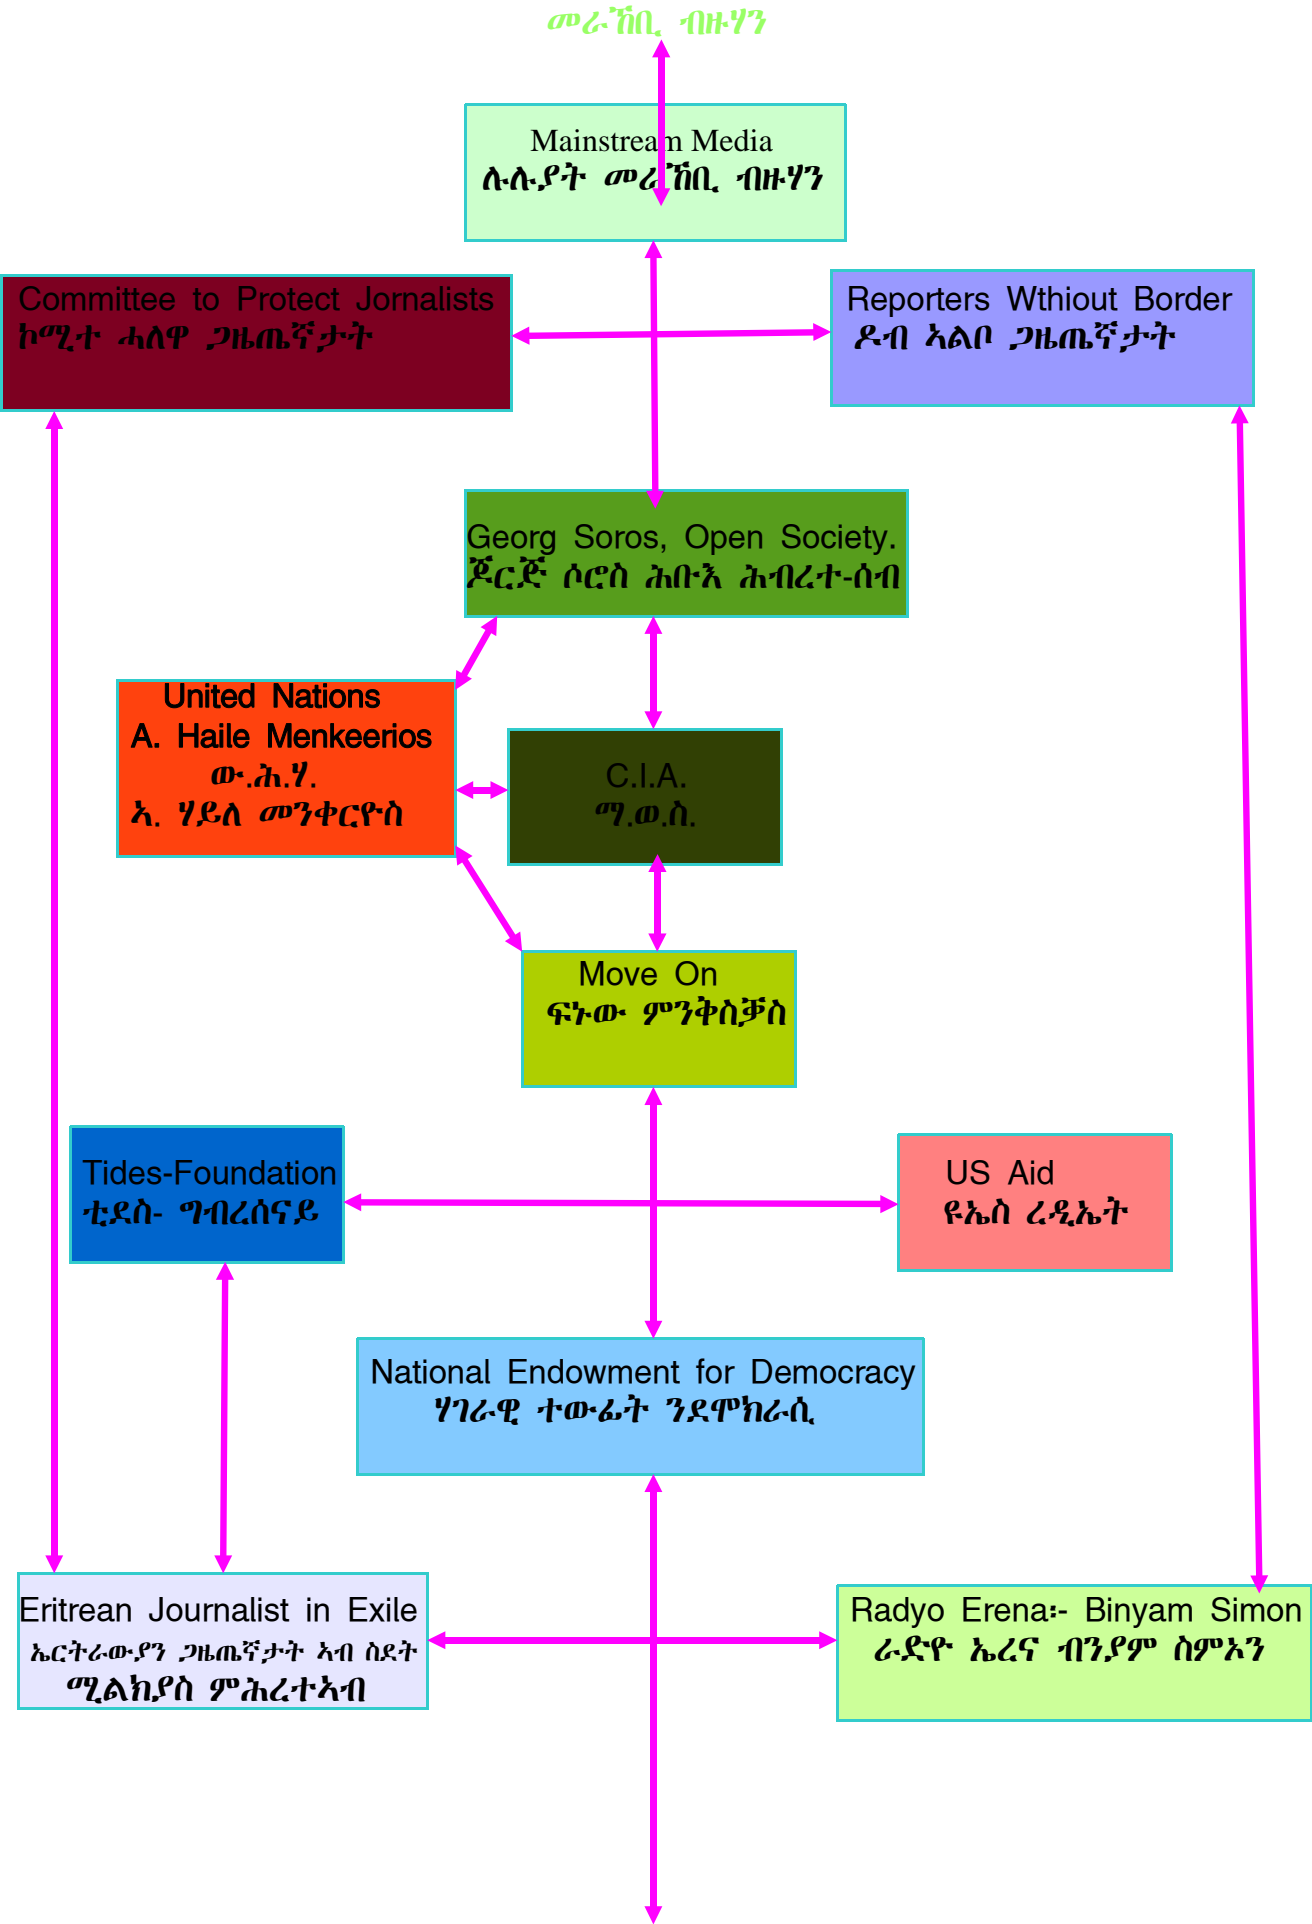 መራኸቢ ብዙሃን
Mainstream Media
ሉሉያት መራኸቢ ብዙሃን
Committee to Protect Jornalists
ኮሚተ ሓለዋ ጋዜጤኛታት
Reporters Wthiout Border
ዶብ ኣልቦ ጋዜጤኛታት
Georg Soros, Open Society.
ጆርጅ ሶሮስ ሕቡእ ሕብረተ-ሰብ
United Nations
A. Haile Menkeerios
ው.ሕ.ሃ.
ኣ. ሃይለ መንቀርዮስ
C.I.A.
ማ.ወ.ስ.
Move On
ፍኑው ምንቅስቓስ
Tides-Foundation
ቲደስ- ግብረሰናይ
US Aid
ዩኤስ ረዲኤት
National Endowment for Democracy
ሃገራዊ ተውፊት ንደሞክራሲ
Eritrean Journalist in Exile
ኤርትራውያን ጋዜጤኛታት ኣብ ስደት
ሚልክያስ ምሕረተኣብ
Radyo Erena፡- Binyam Simon
ራድዮ ኤረና ብንያም ስምኦን